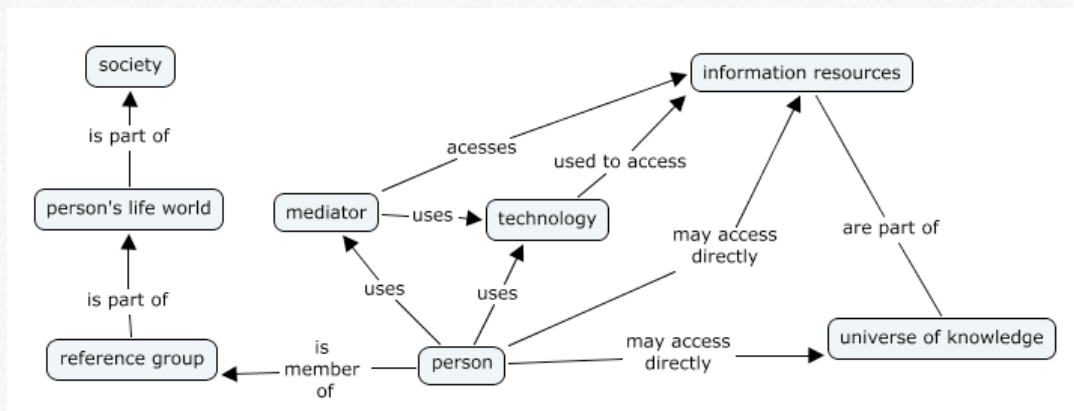 society
information resources
is part of
acesses
used to access
person's life world
mediator
uses
technology
may access
directly
are part of
is part of
uses
uses
universe of knowledge
reference group
is
member
of
person
may access
directly